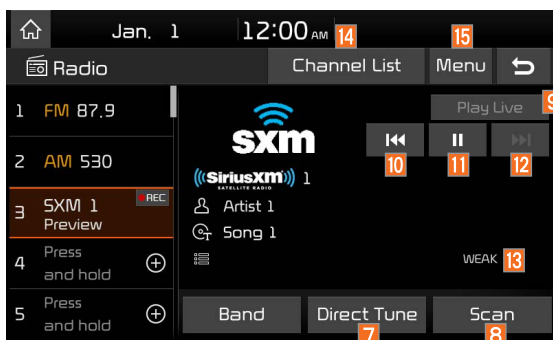 Jan. 1 12:00 AM 14 15
Radio Channel List Menu
1 FM 87.9
Play Live 9
sxm
10 11 12
2 AM 530
((SiriusXM)) 1
SATELLITE RADIO
3 SXM 1 REC
Preview
Artist 1
Song 1
4 Press
and hold
WEAK 13
5 Press
and hold
Band Direct Tune Scan
7 8